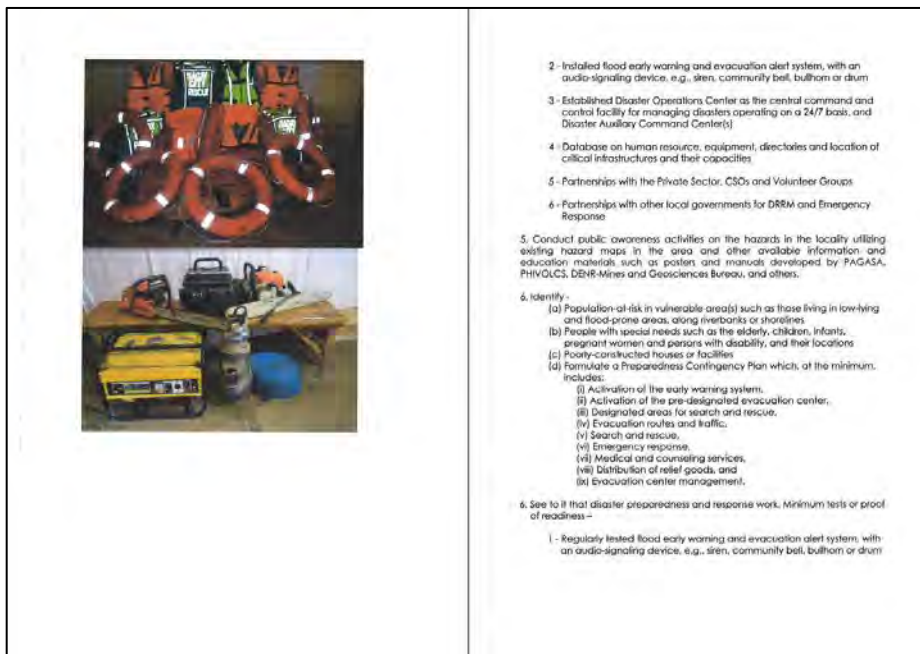 CITY
2 - Installed flood early warning and evacuation alert system, with an
audio-signaling device, e.g., siren, community bell, bullhorn or drum
3 - Established Disaster Operations Center as the central command and
control facility for managing disasters operating on a 24/7 basis, and
Disaster Auxiliary Command Center(s)
4 - Database on human resource, equipment, directories and location of
critical infrastructures and their capacities
5 - Partnerships with the Private Sector, CSOs and Volunteer Groups
6 - Partnerships with other local governments for DRRM and Emergency
Response
5. Conduct public awareness activities on the hazards in the locality utilizing
existing hazard maps in the area and other available information and
education materials such as posters and manuals developed by PAGASA,
PHIVOLCS, DENR-Mines and Geosciences Bureau, and others.
6. Identify -
(a) Population-at-risk in vulnerable area(s) such as those living in low-lying
and flood-prone areas, along riverbanks or shorelines
(b) People with special needs such as the elderly, children, infants,
pregnant women and persons with disability, and their locations
(c) Poorly-constructed houses or facilities
(d) Formulate a Preparedness Contingency Plan which, at the minimum,
includes:
(i) Activation of the early warning system,
(ii) Activation of the pre-designated evacuation center,
(iii) Designated areas for search and rescue,
(iv) Evacuation routes and traffic,
(v) Search and rescue,
(vi) Emergency response,
(vii) Medical and counseling services,
(viii) Distribution of relief goods, and
(ix) Evacuation center management.
6. See to it that disaster preparedness and response work. Minimum tests or proof
of readiness –
1 - Regularly tested flood early warning and evacuation alert system, with
an audio-signaling device, e.g., siren, community bell, bullhorn or drum